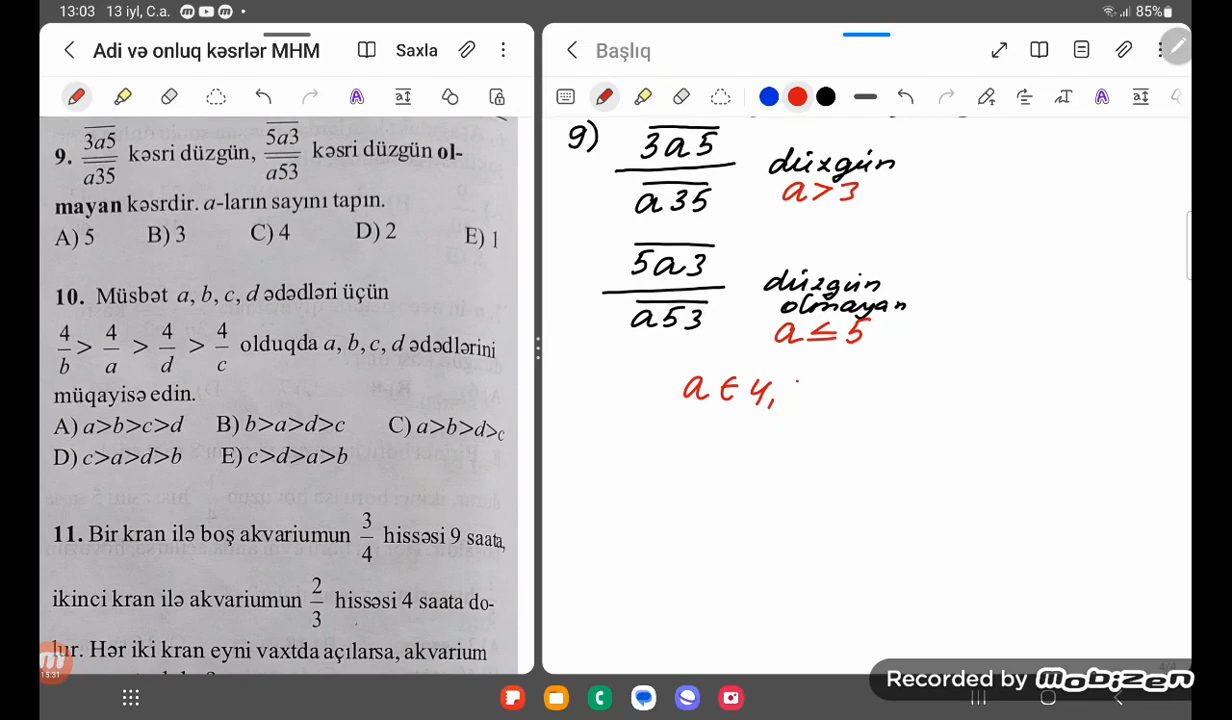 13:03 13 iyl, C.a. 85%
Adi və onluq kəsrlər MHM Saxla
9. 3a5/a35 kəsri düzgün, 5a3/a53 kəsri düzgün ol-
mayan kəsrdir. a-ların sayını tapın.
A) 5 B) 3 C) 4 D) 2 E) 1
10. Müsbət a, b, c, d ədədləri üçün
4/b > 4/a > 4/d > 4/c olduqda a, b, c, d ədədlərini
müqayisə edin.
A) a>b>c>d B) b>a>d>c C) a>b>d>c
D) c>a>d>b E) c>d>a>b
11. Bir kran ilə boş akvariumun 3/4 hissəsi 9 saata,
ikinci kran ilə akvariumun 2/3 hissəsi 4 saata do-
lur. Hər iki kran eyni vaxtda açılarsa, akvarium
15:31
Başlıq
9) 3a5/a35 düzgün
a>3
5a3/a53 düzgün
olmayan
a≤5
a ∈ 4,
Recorded by mobizen